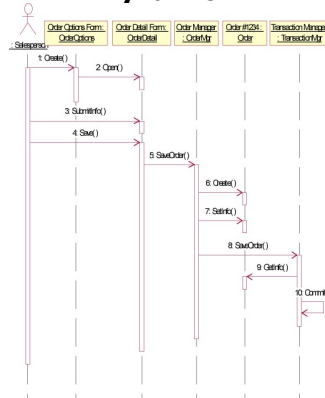 Order Options Form:
OrderOptions
Order Detail Form:
OrderDetail
Order Manager
: OrderMgr
Order #1234 :
Order
Transaction Manager
: TransactionMgr
: Salesperson
1: Create( )
2: Open( )
3: SubmitInfo( )
4: Save( )
5: SaveOrder( )
6: Create( )
7: SetInfo( )
8: SaveOrder( )
9: GetInfo( )
10: Commit